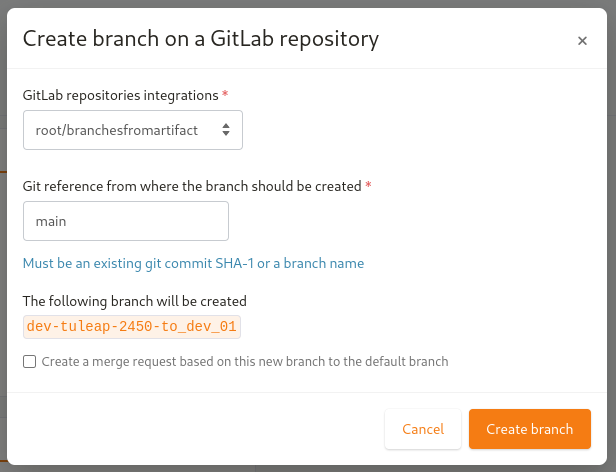 Create branch on a GitLab repository
×
GitLab repositories integrations *
root/branchesfromartifact
Git reference from where the branch should be created *
main
Must be an existing git commit SHA-1 or a branch name
The following branch will be created
dev-tuleap-2450-to_dev_01
Create a merge request based on this new branch to the default branch
Cancel
Create branch